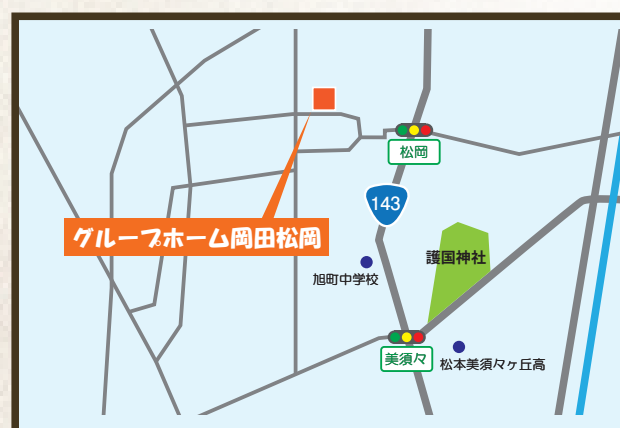 松岡
143
グループホーム岡田松岡
護国神社
旭町中学校
美須々
松本美須々ヶ丘高